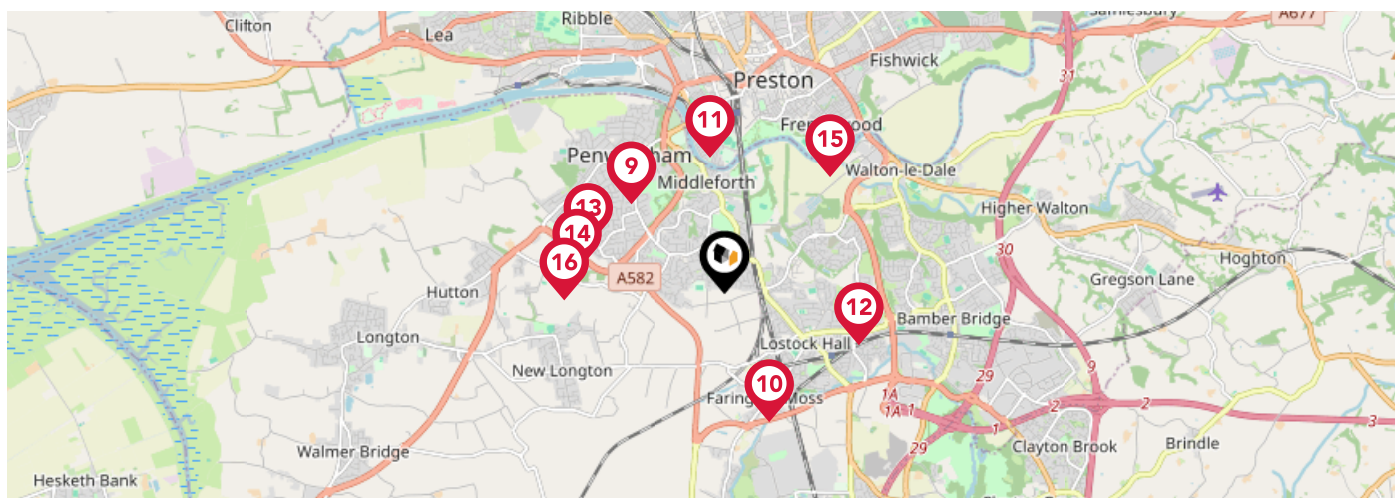 Clifton
Ribble
Samlesbury
A677
Lea
Fishwick
31
Preston
11
Frenchwood
15
Penwortham
9
Walton-le-Dale
Middleforth
13
Higher Walton
14
30
16
Hoghton
A582
Gregson Lane
Hutton
12
Bamber Bridge
Longton
Lostock Hall
9
New Longton
29
10
Farington Moss
1A
1A 1
2
2
3
1
Clayton Brook
Brindle
29
Walmer Bridge
Hesketh Bank